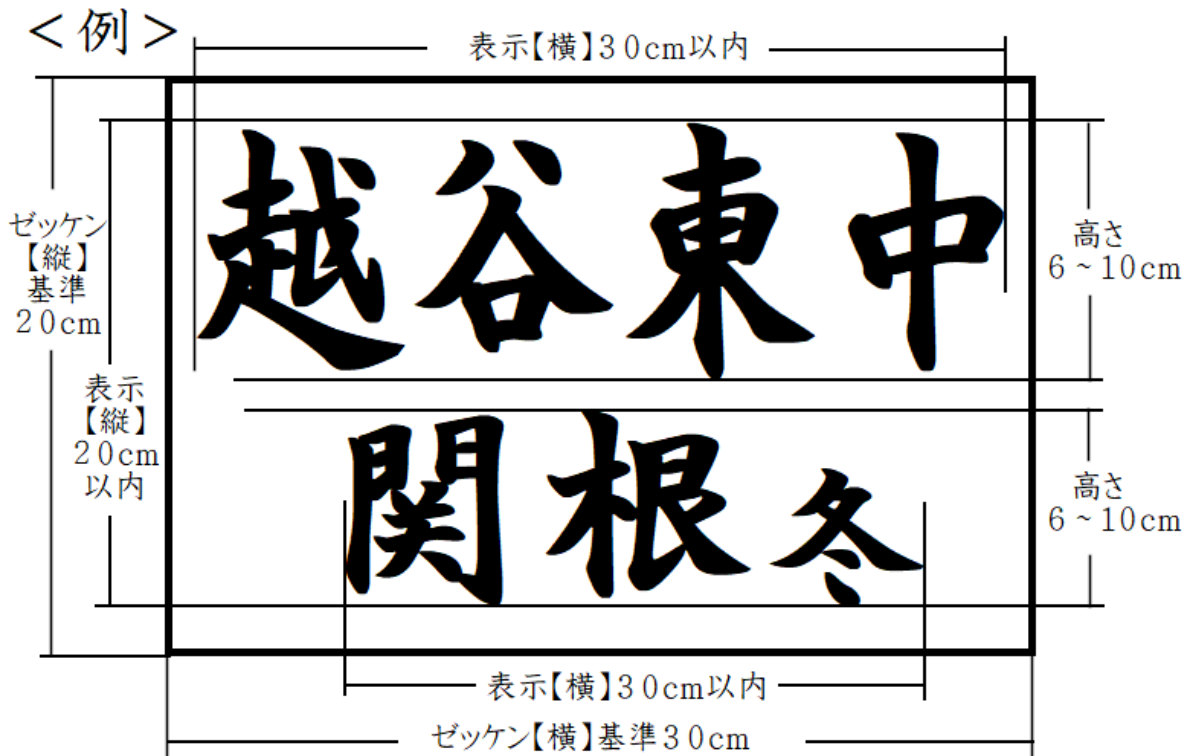 <例>
表示【横】30cm以内
越谷東中
高さ
6~10cm
ゼッケン
【縦】
基準
20cm
表示
【縦】
20cm
以内
関根冬
高さ
6~10cm
表示【横】30cm以内
ゼッケン【横】基準30cm